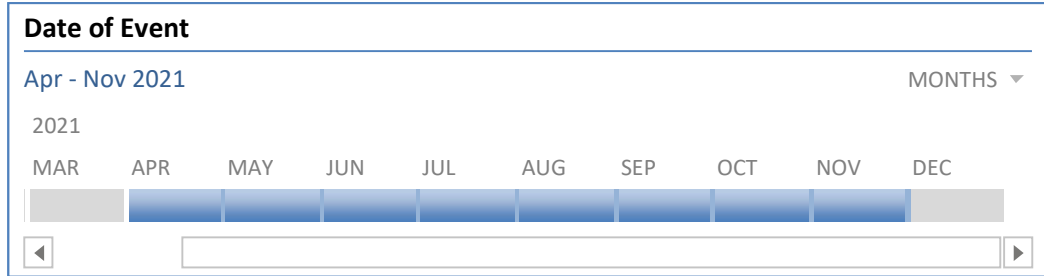 Date of Event
Apr - Nov 2021 MONTHS
2021
MAR APR MAY JUN JUL AUG SEP OCT NOV DEC